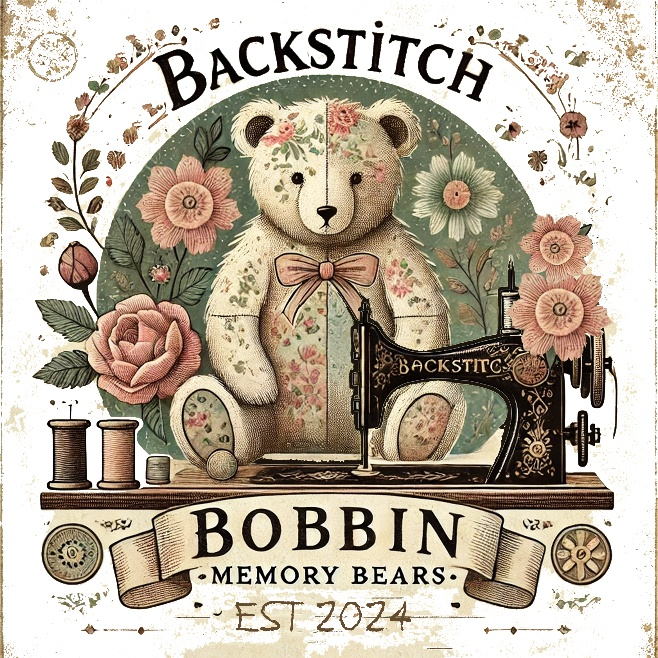 BACKSTiTCH
BACKSTITC
BOBBIN
·MEMORY BEARS·
EST 2024